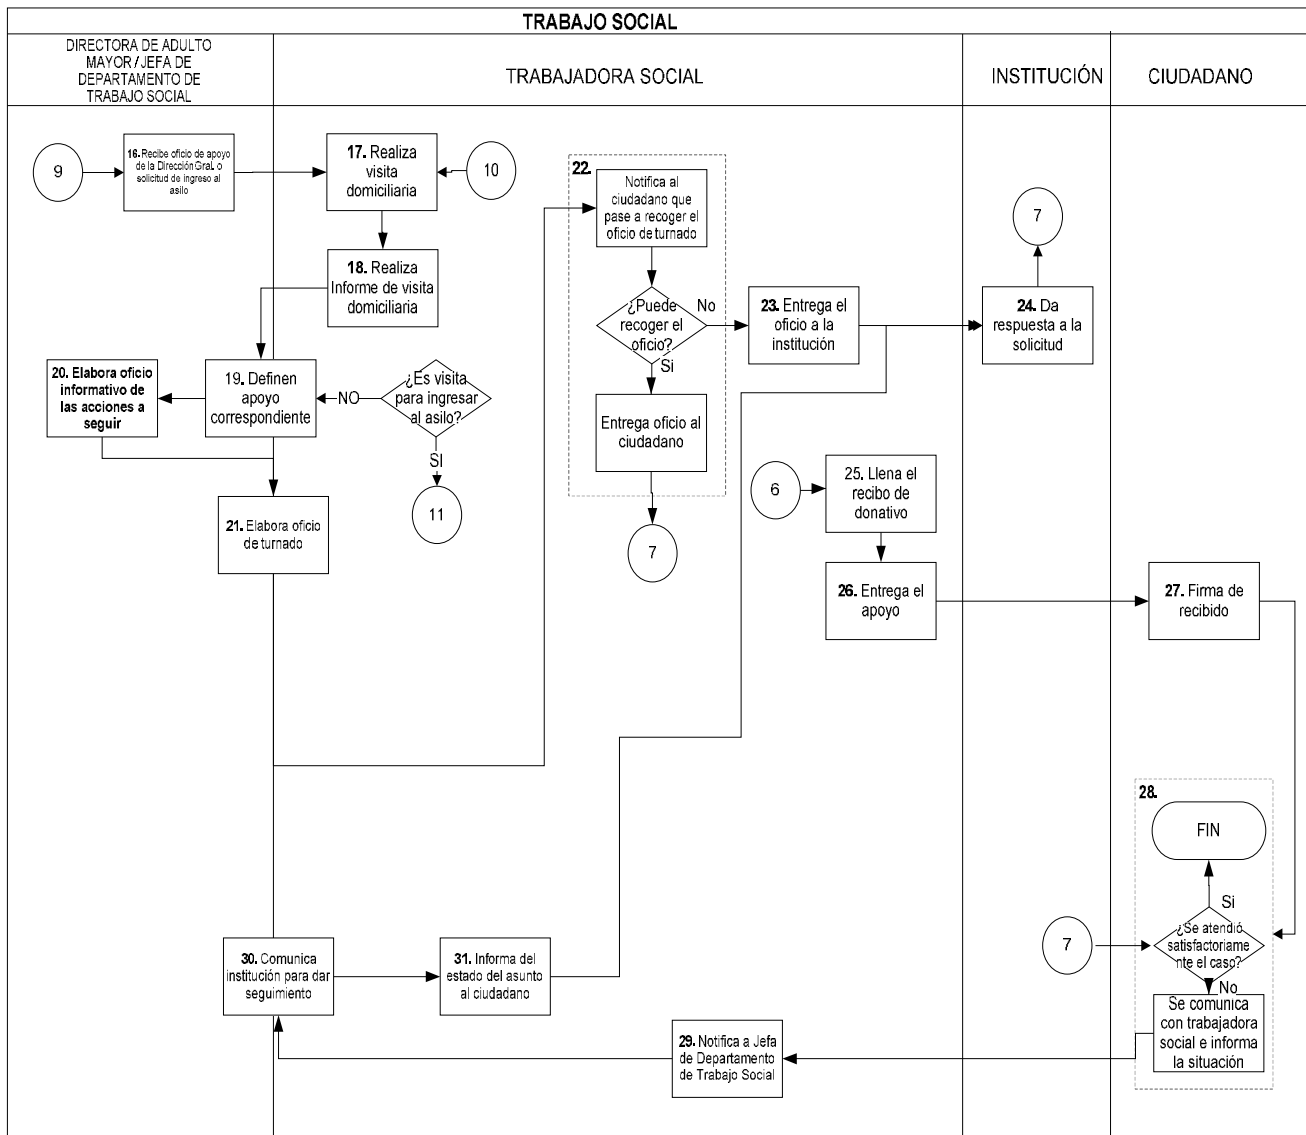 TRABAJO SOCIAL
DIRECTORA DE ADULTO
MAYOR / JEFA DE
DEPARTAMENTO DE
TRABAJO SOCIAL
TRABAJADORA SOCIAL
INSTITUCIÓN
CIUDADANO
9
16. Recibe oficio de apoyo
de la Dirección Gral. o
solicitud de ingreso al
asilo
17. Realiza
visita
domiciliaria
10
18. Realiza
Informe de visita
domiciliaria
19. Definen
apoyo
correspondiente
20. Elabora oficio
informativo de
las acciones a
seguir
¿Es visita
para ingresar
al asilo?
NO
SI
11
21. Elabora oficio
de turnado
22.
Notifica al
ciudadano que
pase a recoger el
oficio de turnado
¿Puede
recoger el
oficio?
No
Si
Entrega oficio al
ciudadano
7
23. Entrega el
oficio a la
institución
24. Da
respuesta a la
solicitud
7
6
25. Llena el
recibo de
donativo
26. Entrega el
apoyo
27. Firma de
recibido
28.
FIN
Si
¿Se atendió
satisfactoriame
nte el caso?
7
No
Se comunica
con trabajadora
social e informa
la situación
29. Notifica a Jefa
de Departamento
de Trabajo Social
30. Comunica
institución para dar
seguimiento
31. Informa del
estado del asunto
al ciudadano